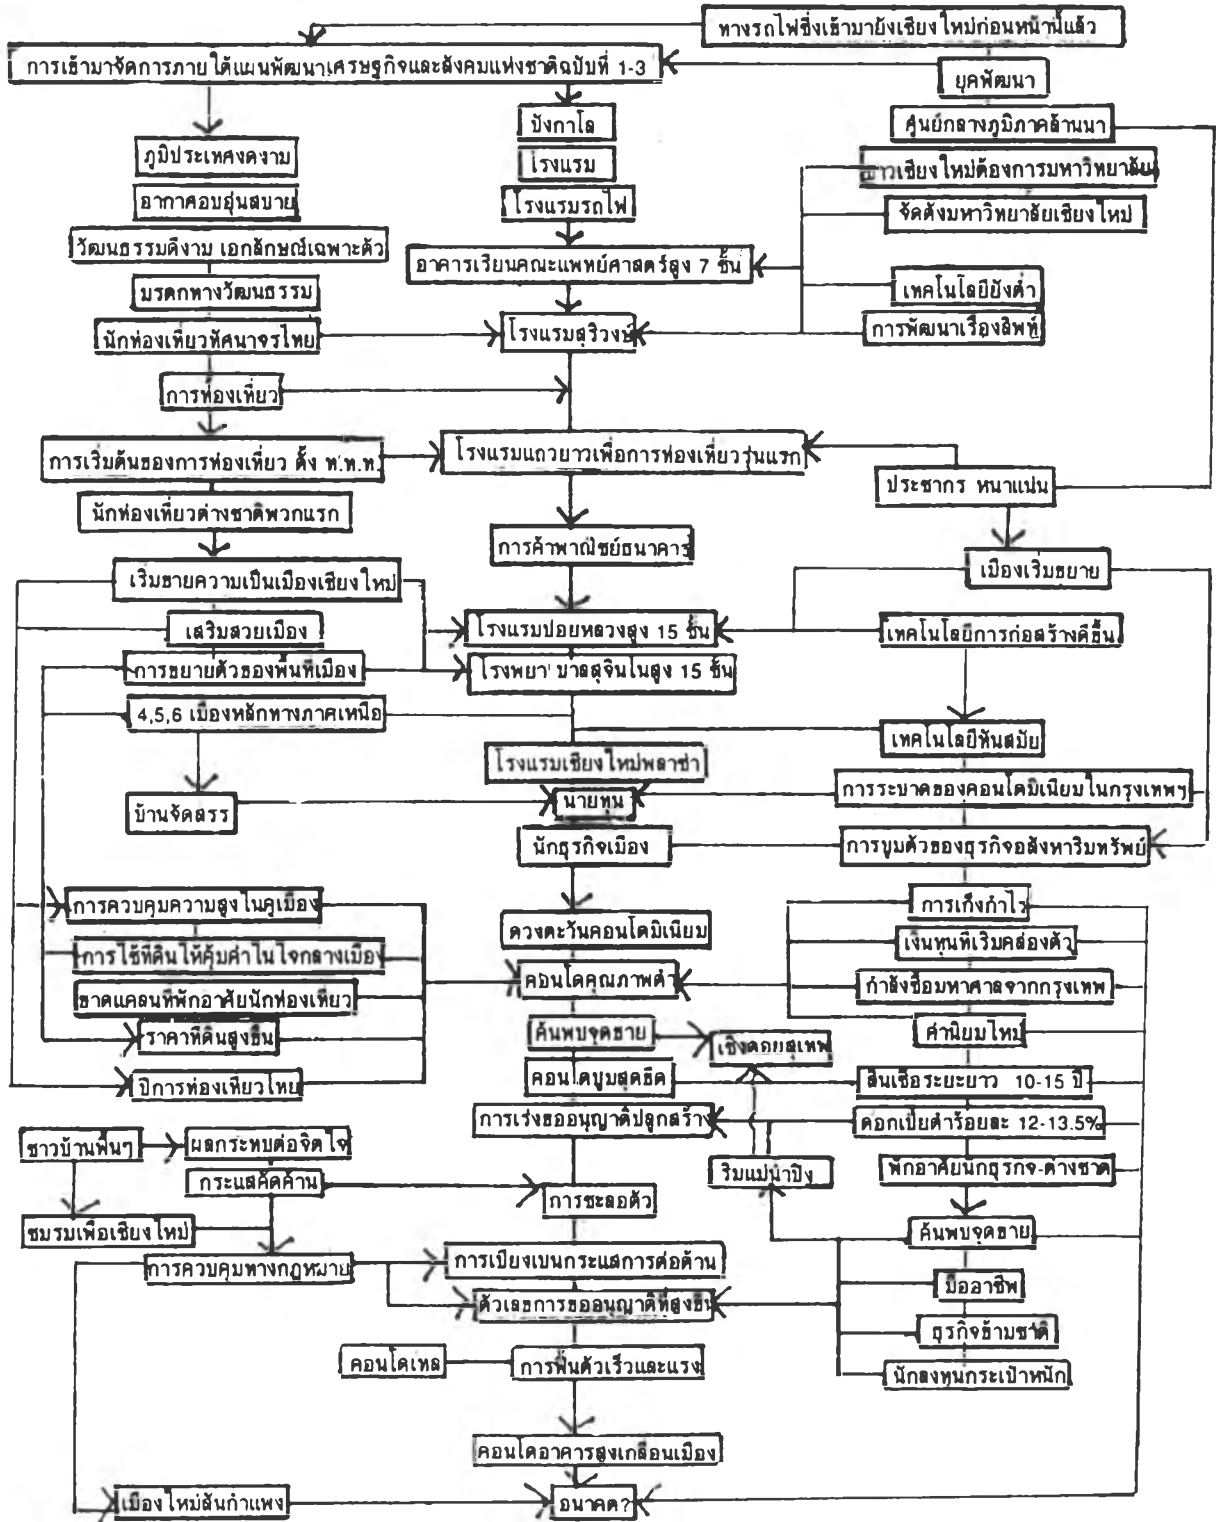 ทางรถไฟซึ่งเข้ามายังเชียงใหม่ก่อนหน้านี้แล้ว
การเข้ามาจัดการภายใต้แผนพัฒนาเศรษฐกิจและสังคมแห่งชาติฉบับที่ 1-3
ยุคพัฒนา
บังกาโล
ศูนย์กลางภูมิภาคล้านนา
ภูมิประเทศงดงาม
โรงแรม
ชาวเชียงใหม่ต้องการมหาวิทยาลัย
อากาศอบอุ่นสบาย
โรงแรมรถไฟ
จัดตั้งมหาวิทยาลัยเชียงใหม่
วัฒนธรรมดีงาม เอกลักษณ์เฉพาะตัว
อาคารเรียนคณะแพทย์ศาสตร์สูง 7 ชั้น
มรดกทางวัฒนธรรม
เทคโนโลยียังต่ำ
นักท่องเที่ยวทัศนาจรไทย
โรงแรมสุริวงษ์
การพัฒนาเรื่องลิฟท์
การท่องเที่ยว
การเริ่มต้นของการท่องเที่ยว ตั้ง ท.ท.ท.
โรงแรมแถวยาวเพื่อการท่องเที่ยวรุ่นแรก
ประชากร หนาแน่น
นักท่องเที่ยวต่างชาติพวกแรก
การค้าพาณิชย์ธนาคาร
เริ่มขายความเป็นเมืองเชียงใหม่
เมืองเริ่มขยาย
เสริมสวยเมือง
โรงแรมปอยหลวงสูง 15 ชั้น
เทคโนโลยีการก่อสร้างดีขึ้น
การขยายตัวของพื้นที่เมือง
โรงพยาบาลสุจินโนสูง 15 ชั้น
4,5,6 เมืองหลักทางภาคเหนือ
เทคโนโลยีทันสมัย
โรงแรมเชียงใหม่พลาซ่า
บ้านจัดสรร
นายทุน
การระบาดของคอนโดมิเนียมในกรุงเทพฯ
นักธุรกิจเมือง
การบูมตัวของธุรกิจอสังหาริมทรัพย์
การควบคุมความสูงในคูเมือง
การเก็งกำไร
ดวงตะวันคอนโดมิเนียม
เงินทุนที่เริ่มคล่องตัว
การใช้ที่ดินให้คุ้มค่าในใจกลางเมือง
คอนโดคุณภาพต่ำ
กำลังซื้อมหาศาลจากกรุงเทพ
ขาดแคลนที่พักอาศัยนักท่องเที่ยว
ราคาที่ดินสูงขึ้น
ค้นพบจุดขาย
เชิงดอยสุเทพ
ค่านิยมใหม่
ปีการท่องเที่ยวไทย
คอนโดบูมสุดขีด
สินเชื่อระยะยาว 10-15 ปี
การเร่งขออนุญาติปลูกสร้าง
ดอกเบี้ยต่ำร้อยละ 12-13.5%
ชาวบ้านพื้นๆ
ผลกระทบต่อจิตใจ
ริมแม่น้ำปิง
พักอาศัยนักธุรกิจ-ต่างชาติ
กระแสคัดค้าน
การชะลอตัว
ชมรมเพื่อเชียงใหม่
ค้นพบจุดขาย
การควบคุมทางกฎหมาย
การเบี่ยงเบนกระแสการต่อต้าน
มืออาชีพ
ตัวเลขการขออนุญาติที่สูงขึ้น
ธุรกิจข้ามชาติ
คอนโดเทล
การฟื้นตัวเร็วและแรง
นักลงทุนกระเป๋าหนัก
คอนโดอาคารสูงเกลื่อนเมือง
เมืองใหม่สันกำแพง
อนาคต?